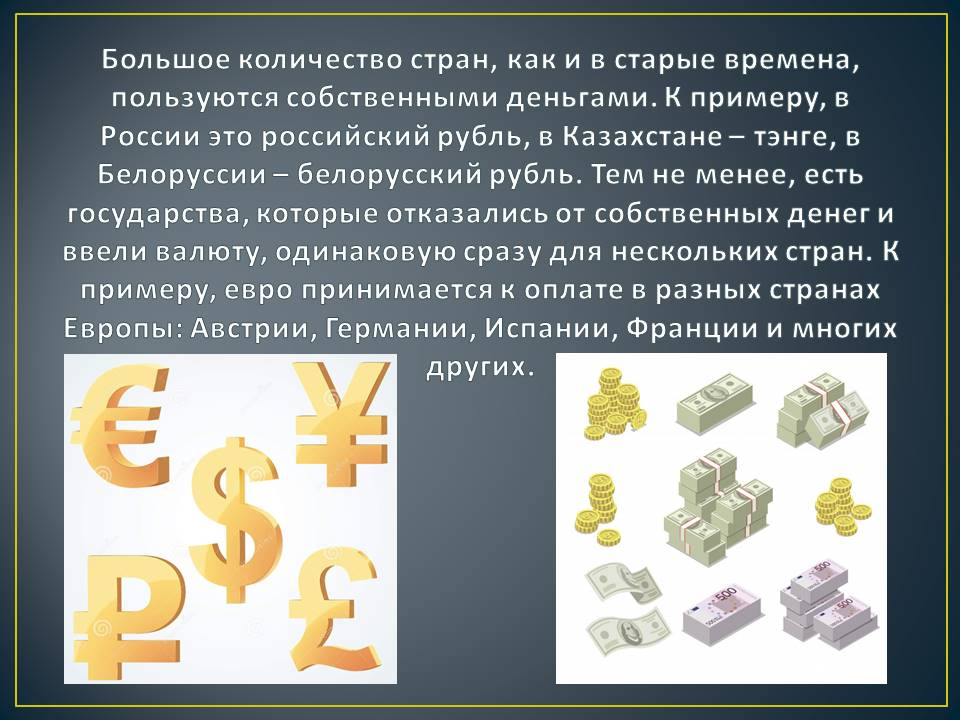 Большое количество стран, как и в старые времена,
пользуются собственными деньгами. К примеру, в
России это российский рубль, в Казахстане – тэнге, в
Белоруссии – белорусский рубль. Тем не менее, есть
государства, которые отказались от собственных денег и
ввели валюту, одинаковую сразу для нескольких стран. К
примеру, евро принимается к оплате в разных странах
Европы: Австрии, Германии, Испании, Франции и многих
других.
€ ¥
$
₽ £
500 500